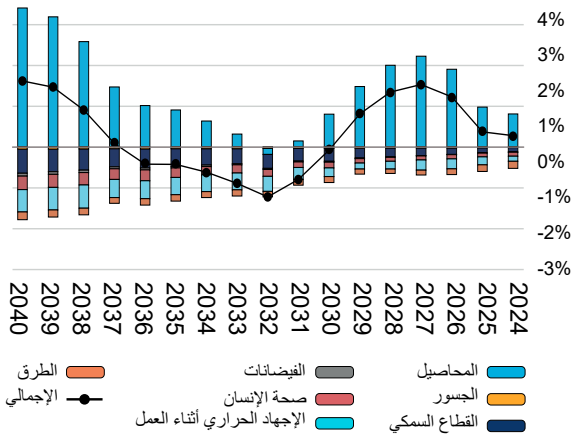 4%
3%
2%
1%
0%
-1%
-2%
-3%
2024 2025 2026 2027 2028 2029 2030 2031 2032 2033 2034 2035 2036 2037 2038 2039 2040
المحاصيل الفيضانات الطرق
الجسور صحة الإنسان الإجمالي
القطاع السمكي الإجهاد الحراري أثناء العمل